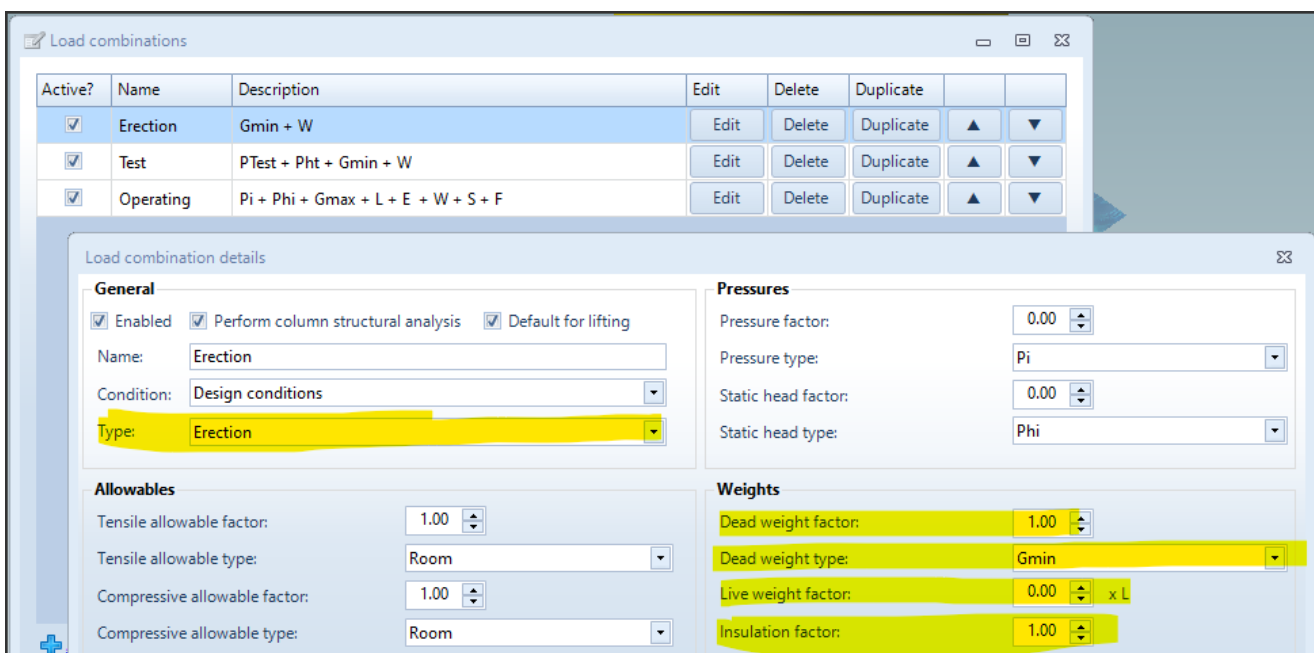 Load combinations
Active? Name Description Edit Delete Duplicate
Erection Gmin + W Edit Delete Duplicate ▲ ▼
Test PTest + Pht + Gmin + W Edit Delete Duplicate ▲ ▼
Operating Pi + Phi + Gmax + L + E + W + S + F Edit Delete Duplicate ▲ ▼
Load combination details
General
Enabled Perform column structural analysis Default for lifting
Name: Erection
Condition: Design conditions
Type: Erection
Pressures
Pressure factor: 0.00
Pressure type: Pi
Static head factor: 0.00
Static head type: Phi
Allowables
Tensile allowable factor: 1.00
Tensile allowable type: Room
Compressive allowable factor: 1.00
Compressive allowable type: Room
Weights
Dead weight factor: 1.00
Dead weight type: Gmin
Live weight factor: 0.00 x L
Insulation factor: 1.00